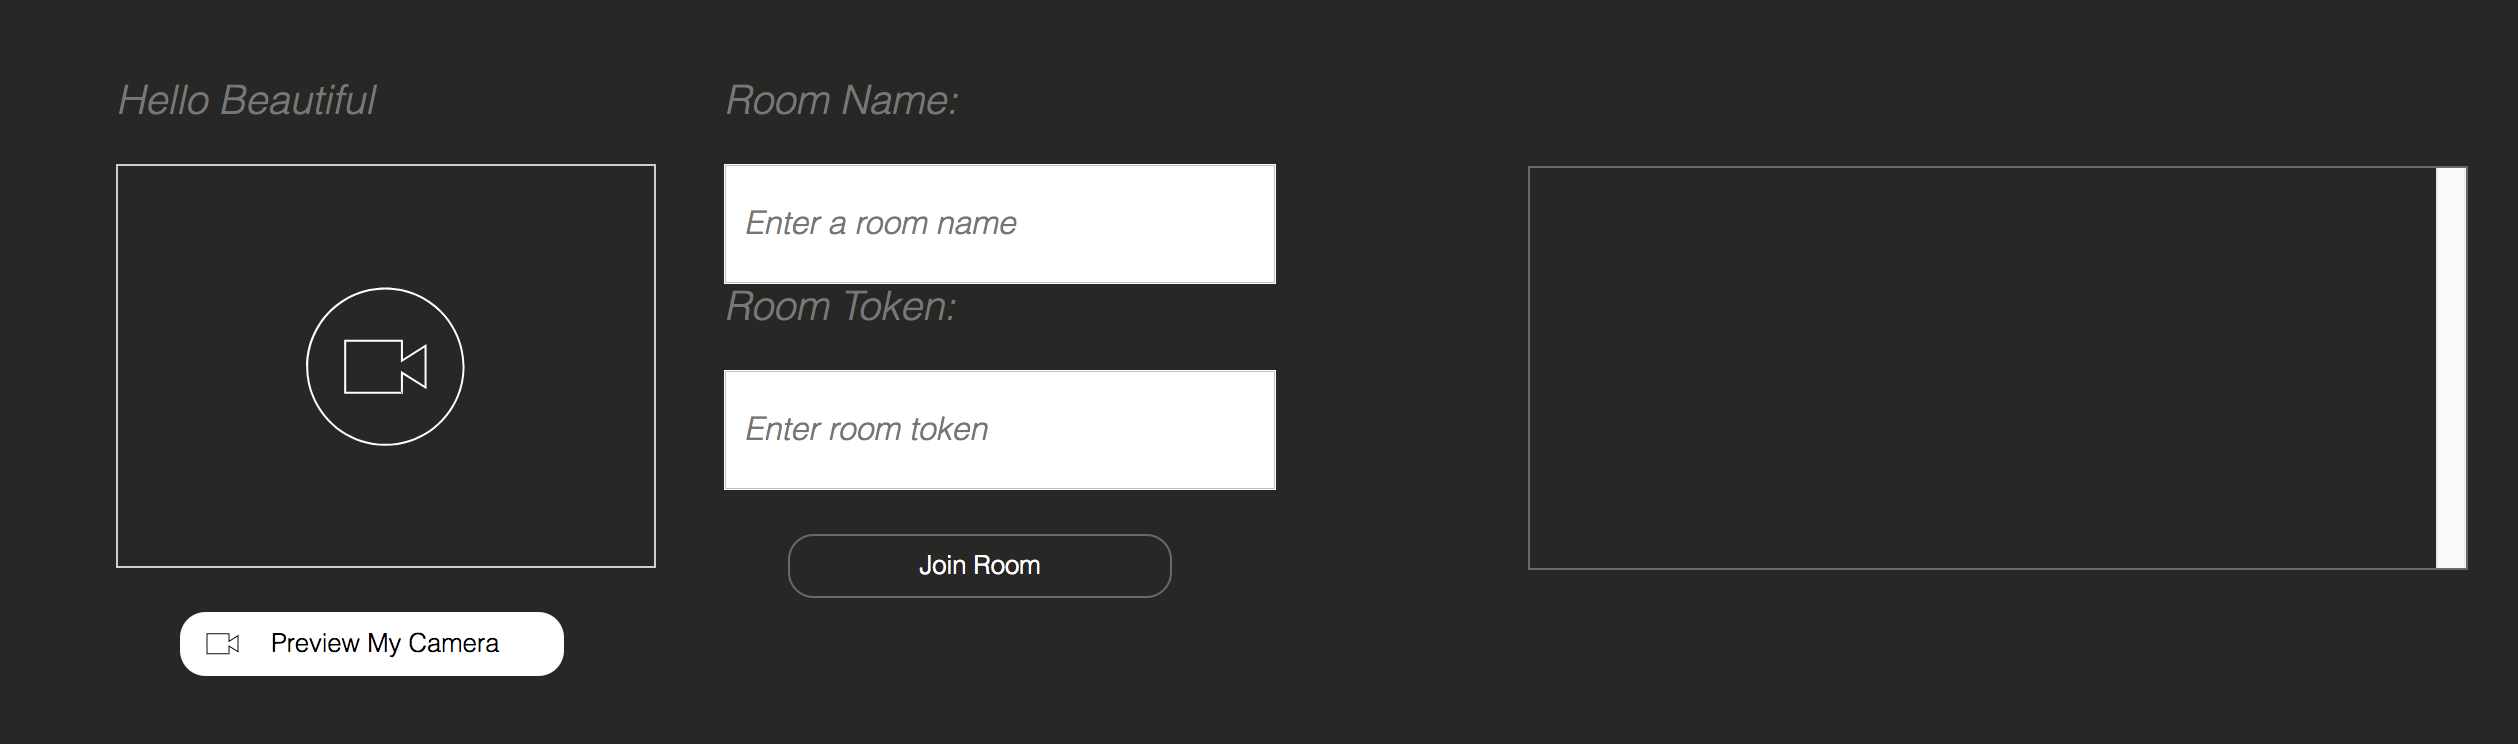 Hello Beautiful
Preview My Camera
Room Name:
Enter a room name
Room Token:
Enter room token
Join Room